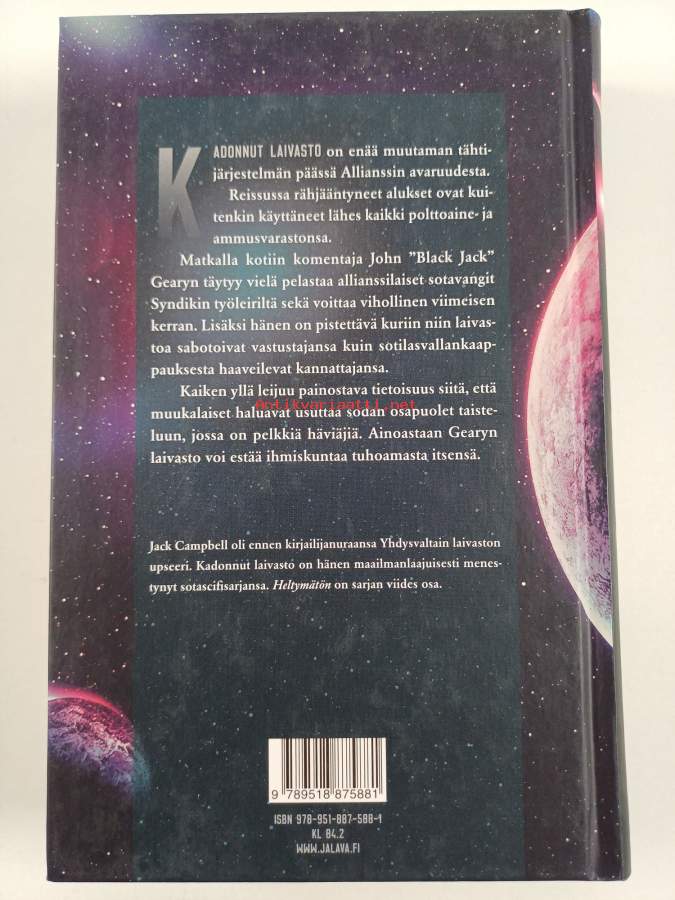 KADONNUT LAIVASTO on enää muutaman tähti-
järjestelmän päässä Allianssin avaruudesta.
Reissussa rähjääntyneet alukset ovat kui-
tenkin käyttäneet lähes kaikki polttoaine- ja
ammusvarastonsa.
Matkalla kotiin komentaja John ”Black Jack”
Gearyn täytyy vielä pelastaa allianssilaiset sotavangit
Syndikin työleiriltä sekä voittaa vihollinen viimeisen
kerran. Lisäksi hänen on pistettävä kuriin niin laivas-
toa sabotoivat vastustajansa kuin sotilasvallankaap-
pauksesta haaveilevat kannattajansa.
Kaiken yllä leijuu painostava tietoisuus siitä, että
Antikvariaatti.net
muukalaiset haluavat usuttaa sodan osapuolet taiste-
luun, jossa on pelkkiä häviäjiä. Ainoastaan Gearyn
laivasto voi estää ihmiskuntaa tuhoamasta itsensä.
Jack Campbell oli ennen kirjailijanuraansa Yhdysvaltain laivaston
upseeri. Kadonnut laivasto on hänen maailmanlaajuisesti menes-
tynyt sotascifisarjansa. Heltymätön on sarjan viides osa.
9 789518 875881
ISBN 978-951-887-588-1
KL 84.2
WWW.JALAVA.FI